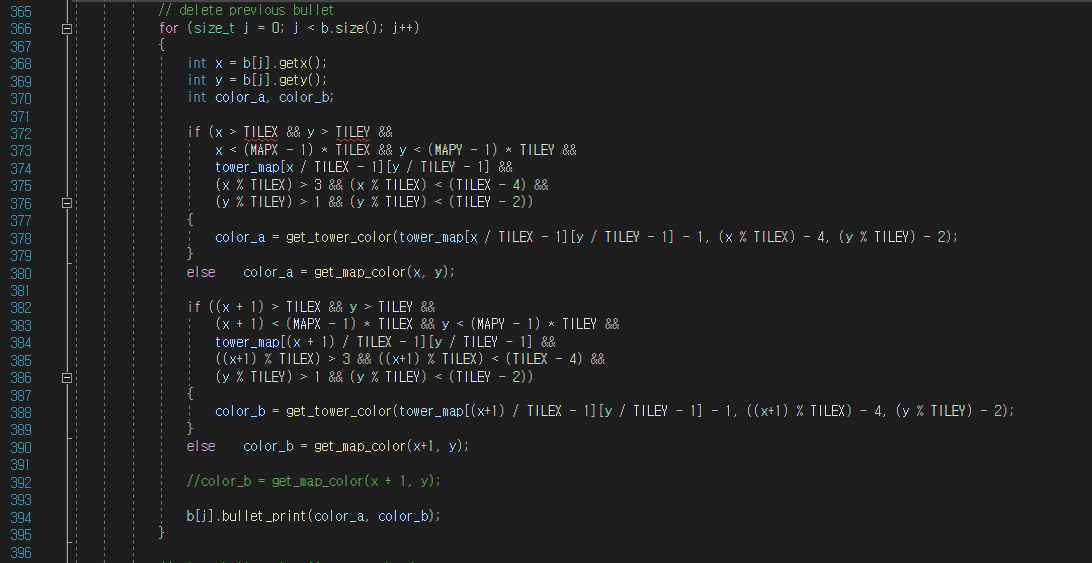 365 // delete previous bullet
366 for (size_t j = 0; j < b.size(); j++)
367 {
368 int x = b[j].getx();
369 int y = b[j].gety();
370 int color_a, color_b;
371
372 if (x > TILEX && y > TILEY &&
373 x < (MAPX - 1) * TILEX && y < (MAPY - 1) * TILEY &&
374 tower_map[x / TILEX - 1][y / TILEY - 1] &&
375 (x % TILEX) > 3 && (x % TILEX) < (TILEX - 4) &&
376 (y % TILEY) > 1 && (y % TILEY) < (TILEY - 2))
377 {
378 color_a = get_tower_color(tower_map[x / TILEX - 1][y / TILEY - 1] - 1, (x % TILEX) - 4, (y % TILEY) - 2);
379 }
380 else color_a = get_map_color(x, y);
381
382 if ((x + 1) > TILEX && y > TILEY &&
383 (x + 1) < (MAPX - 1) * TILEX && y < (MAPY - 1) * TILEY &&
384 tower_map[(x + 1) / TILEX - 1][y / TILEY - 1] &&
385 ((x+1) % TILEX) > 3 && ((x+1) % TILEX) < (TILEX - 4) &&
386 (y % TILEY) > 1 && (y % TILEY) < (TILEY - 2))
387 {
388 color_b = get_tower_color(tower_map[(x+1) / TILEX - 1][y / TILEY - 1] - 1, ((x+1) % TILEX) - 4, (y % TILEY) - 2);
389 }
390 else color_b = get_map_color(x+1, y);
391
392 //color_b = get_map_color(x + 1, y);
393
394 b[j].bullet_print(color_a, color_b);
395 }
396